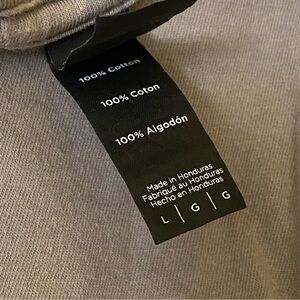 100% Cotton
100% Coton
100% Algodón
Made in Honduras
Fabriqué au Honduras
Hecho en Honduras
L | G | G